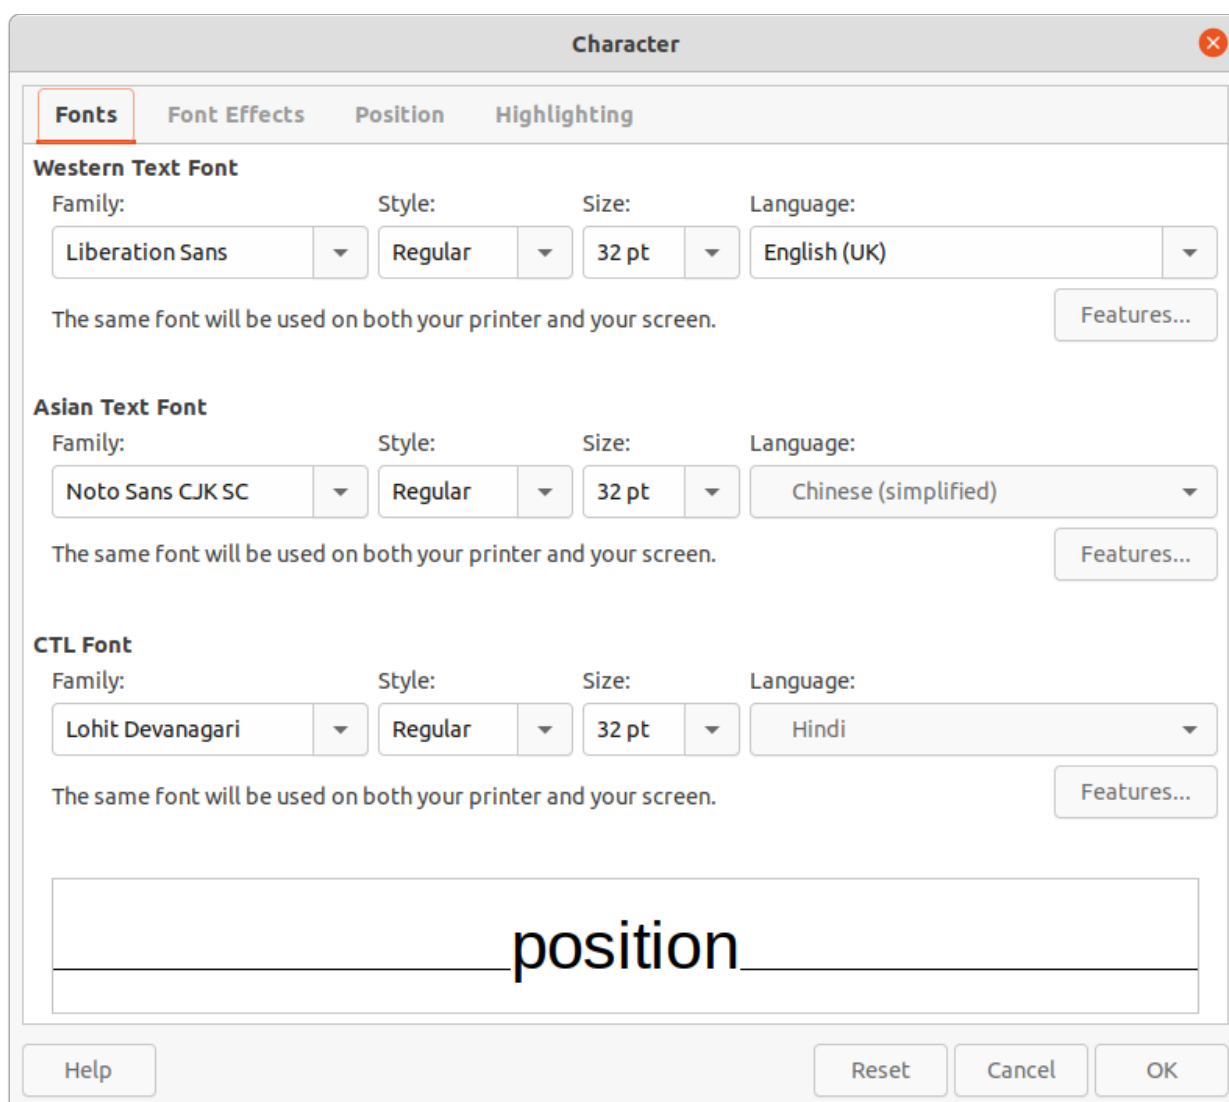 Character
Fonts Font Effects Position Highlighting
Western Text Font
Family: Style: Size: Language:
Liberation Sans Regular 32 pt English (UK)
The same font will be used on both your printer and your screen. Features...
Asian Text Font
Family: Style: Size: Language:
Noto Sans CJK SC Regular 32 pt Chinese (simplified)
The same font will be used on both your printer and your screen. Features...
CTL Font
Family: Style: Size: Language:
Lohit Devanagari Regular 32 pt Hindi
The same font will be used on both your printer and your screen. Features...
position
Help Reset Cancel OK